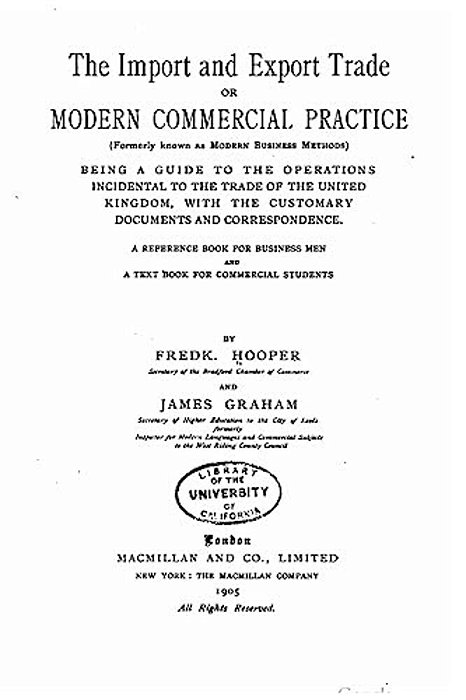 The Import and Export Trade
OR
MODERN COMMERCIAL PRACTICE
(Formerly known as MODERN BUSINESS METHODS)
BEING A GUIDE TO THE OPERATIONS
INCIDENTAL TO THE TRADE OF THE UNITED
KINGDOM, WITH THE CUSTOMARY
DOCUMENTS AND CORRESPONDENCE.
A REFERENCE BOOK FOR BUSINESS MEN
AND
A TEXT BOOK FOR COMMERCIAL STUDENTS
BY
FREDK. HOOPER
Secretary of the Bradford Chamber of Commerce
AND
JAMES GRAHAM
Secretary of Higher Education to the City of Leeds
formerly
Inspector for Modern Languages and Commercial Subjects
to the West Riding County Council
LIBRARY
OF THE
UNIVERSITY
OF
CALIFORNIA
London
MACMILLAN AND CO., LIMITED
NEW YORK: THE MACMILLAN COMPANY
1905
All Rights Reserved.